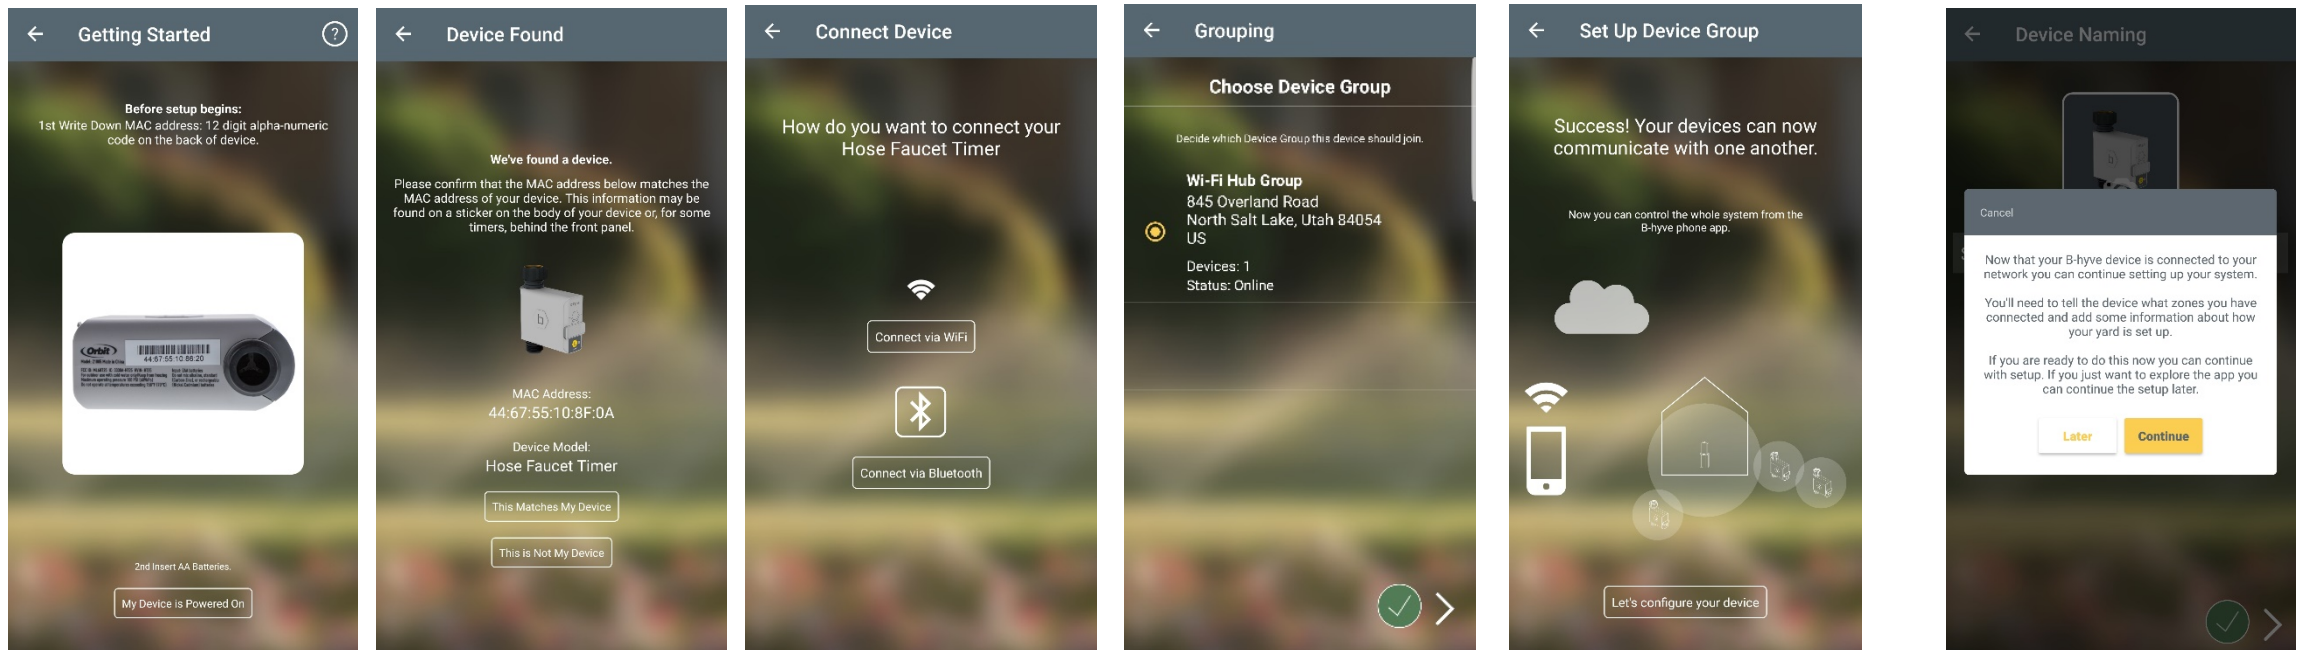 Getting Started
?
Before setup begins:
1st Write Down MAC address: 12 digit alpha-numeric
code on the back of device.
Orbit
44:67:55:10:86:20
2nd Insert AA Batteries.
My Device is Powered On
Device Found
We've found a device.
Please confirm that the MAC address below matches the
MAC address of your device. This information may be
found on a sticker on the body of your device or, for some
timers, behind the front panel.
MAC Address:
44:67:55:10:8F:0A
Device Model:
Hose Faucet Timer
This Matches My Device
This is Not My Device
Connect Device
How do you want to connect your
Hose Faucet Timer
Connect via WiFi
Connect via Bluetooth
Grouping
Choose Device Group
Decide which Device Group this device should join.
Wi-Fi Hub Group
845 Overland Road
North Salt Lake, Utah 84054
US
Devices: 1
Status: Online
Set Up Device Group
Success! Your devices can now
communicate with one another.
Now you can control the whole system from the
B-hyve phone app.
Let's configure your device
Device Naming
Cancel
Now that your B-hyve device is connected to your
network you can continue setting up your system.
You'll need to tell the device what zones you have
connected and add some information about how
your yard is set up.
If you are ready to do this now you can continue
with setup. If you just want to explore the app you
can continue the setup later.
Later
Continue